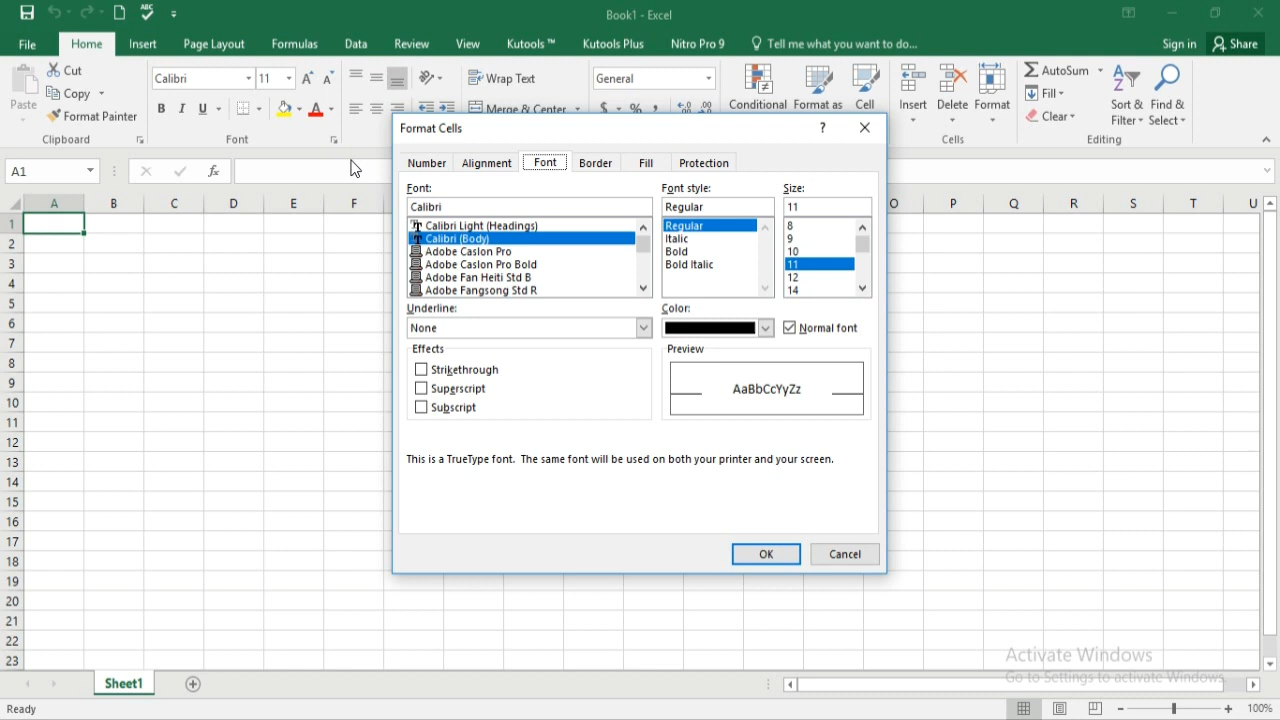 Book1 - Excel
File Home Insert Page Layout Formulas Data Review View Kutools ™ Kutools Plus Nitro Pro 9 Tell me what you want to do... Sign in Share
Paste
Cut
Copy
Format Painter
Clipboard
Calibri 11
B I U A
Font
Wrap Text
Merge & Center
General
$ % ,
Conditional Format as Cell
Insert Delete Format
Cells
AutoSum
Fill
Clear
Sort & Find &
Filter Select
Editing
A1 fx
A B C D E F O P Q R S T U
1
2
3
4
5
6
7
8
9
10
11
12
13
14
15
16
17
18
19
20
21
22
23
Format Cells ?
Number Alignment Font Border Fill Protection
Font: Font style: Size:
Calibri Regular 11
Calibri Light (Headings)
Calibri (Body)
Adobe Caslon Pro
Adobe Caslon Pro Bold
Adobe Fan Heiti Std B
Adobe Fangsong Std R
Regular
Italic
Bold
Bold Italic
8
9
10
11
12
14
Underline: Color:
None Normal font
Effects
Strikethrough
Superscript
Subscript
Preview
AaBbCcYyZz
This is a TrueType font. The same font will be used on both your printer and your screen.
OK Cancel
Activate Windows
Go to Settings to activate Windows.
Sheet1
Ready 100%